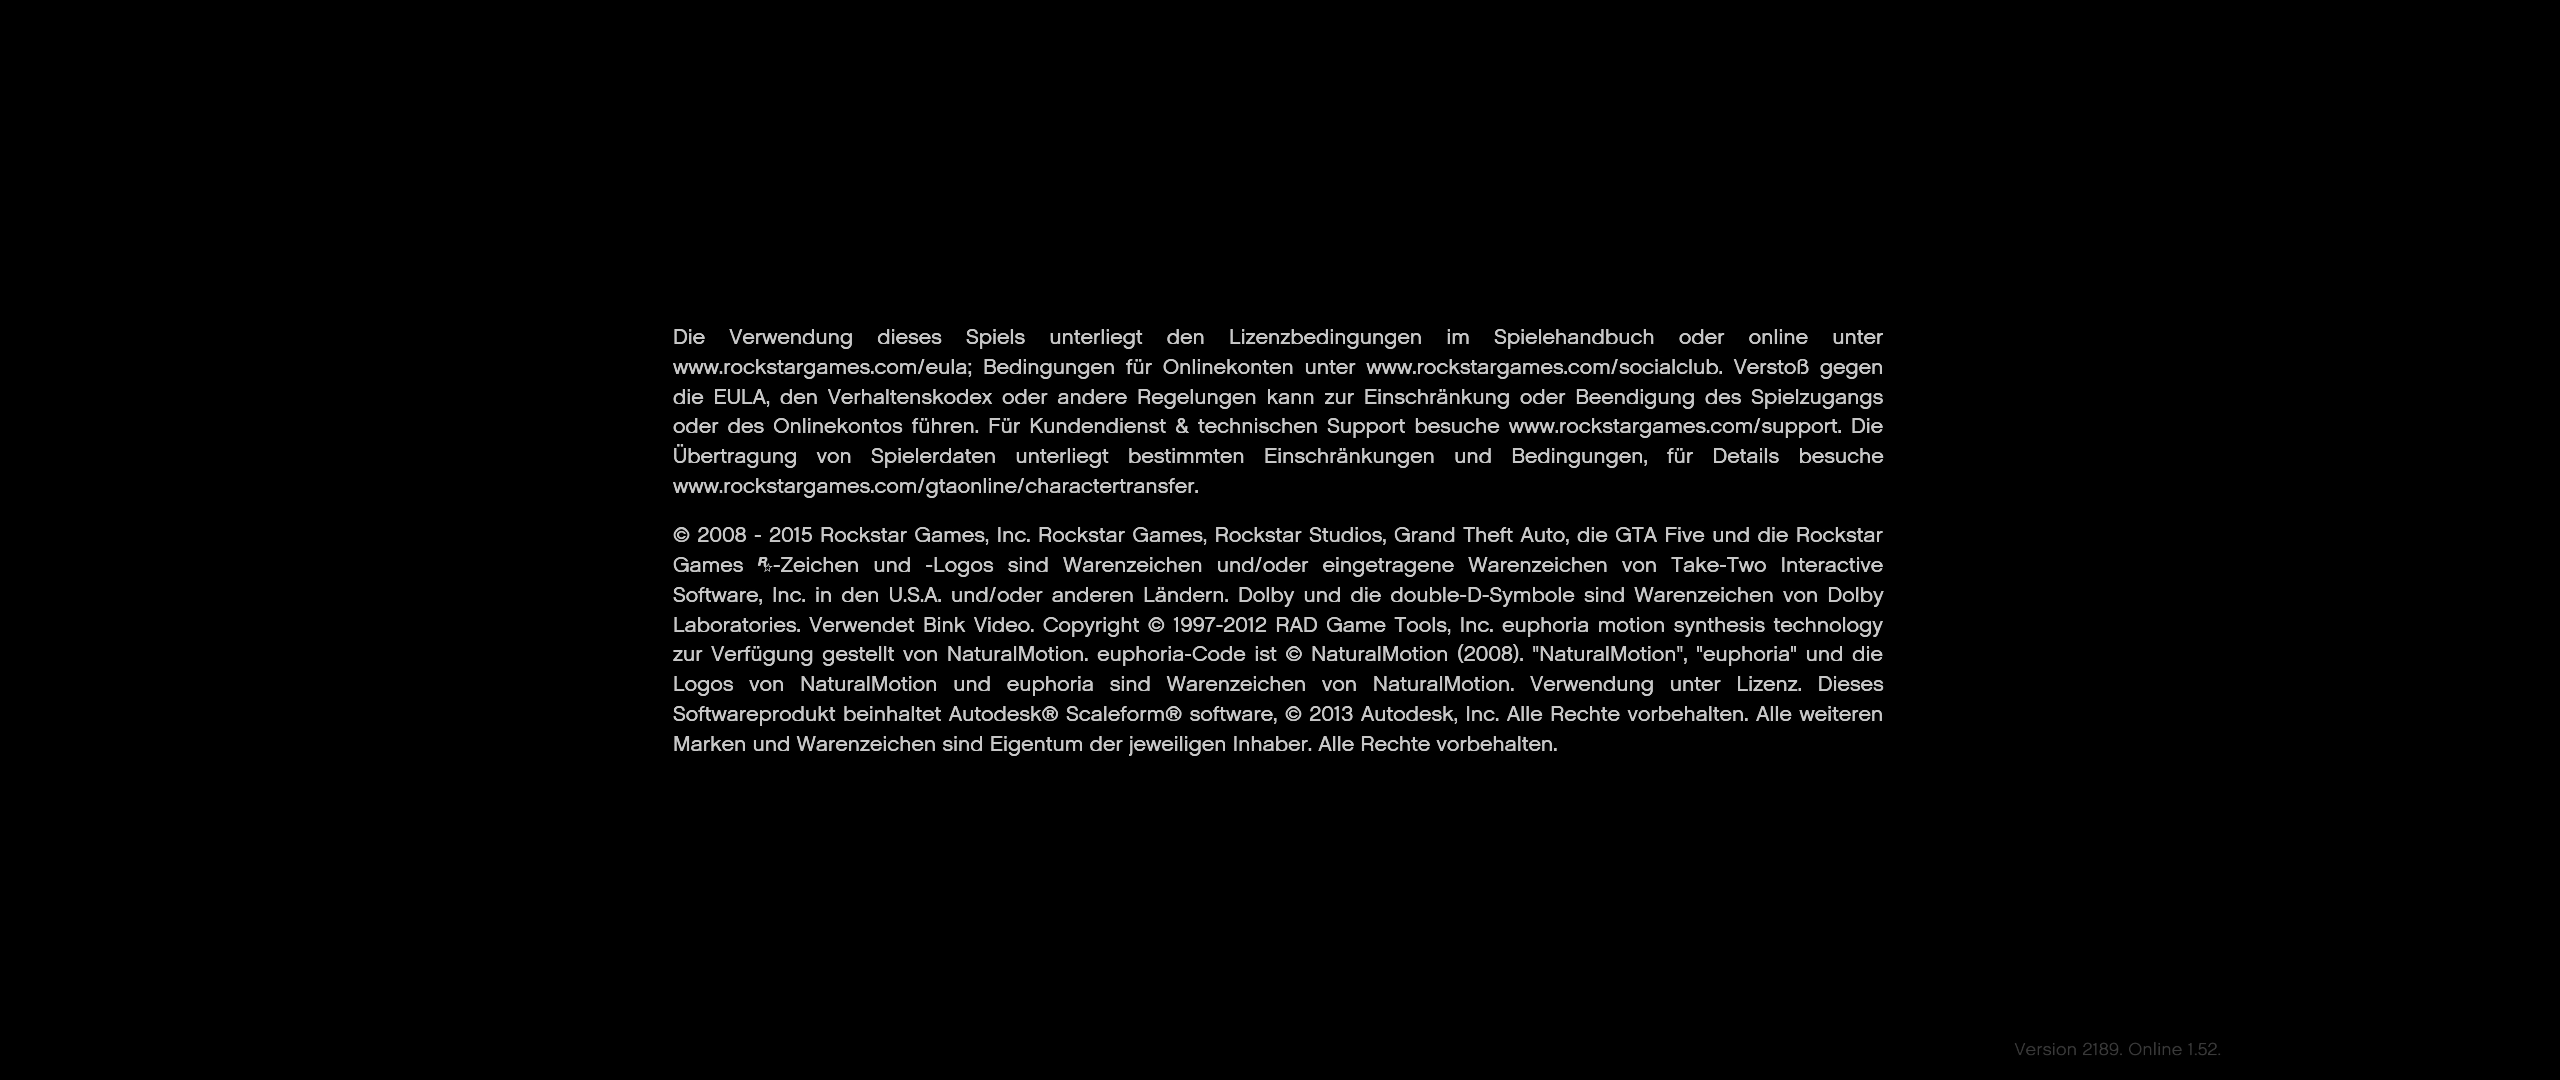 Die Verwendung dieses Spiels unterliegt den Lizenzbedingungen im Spielehandbuch oder online unter
www.rockstargames.com/eula; Bedingungen für Onlinekonten unter www.rockstargames.com/socialclub. Verstoß gegen
die EULA, den Verhaltenskodex oder andere Regelungen kann zur Einschränkung oder Beendigung des Spielzugangs
oder des Onlinekontos führen. Für Kundendienst & technischen Support besuche www.rockstargames.com/support. Die
Übertragung von Spielerdaten unterliegt bestimmten Einschränkungen und Bedingungen, für Details besuche
www.rockstargames.com/gtaonline/charactertransfer.
© 2008 - 2015 Rockstar Games, Inc. Rockstar Games, Rockstar Studios, Grand Theft Auto, die GTA Five und die Rockstar
Games R☆-Zeichen und -Logos sind Warenzeichen und/oder eingetragene Warenzeichen von Take-Two Interactive
Software, Inc. in den U.S.A. und/oder anderen Ländern. Dolby und die double-D-Symbole sind Warenzeichen von Dolby
Laboratories. Verwendet Bink Video. Copyright © 1997-2012 RAD Game Tools, Inc. euphoria motion synthesis technology
zur Verfügung gestellt von NaturalMotion. euphoria-Code ist © NaturalMotion (2008). "NaturalMotion", "euphoria" und die
Logos von NaturalMotion und euphoria sind Warenzeichen von NaturalMotion. Verwendung unter Lizenz. Dieses
Softwareprodukt beinhaltet Autodesk® Scaleform® software, © 2013 Autodesk, Inc. Alle Rechte vorbehalten. Alle weiteren
Marken und Warenzeichen sind Eigentum der jeweiligen Inhaber. Alle Rechte vorbehalten.
Version 2189. Online 1.52.